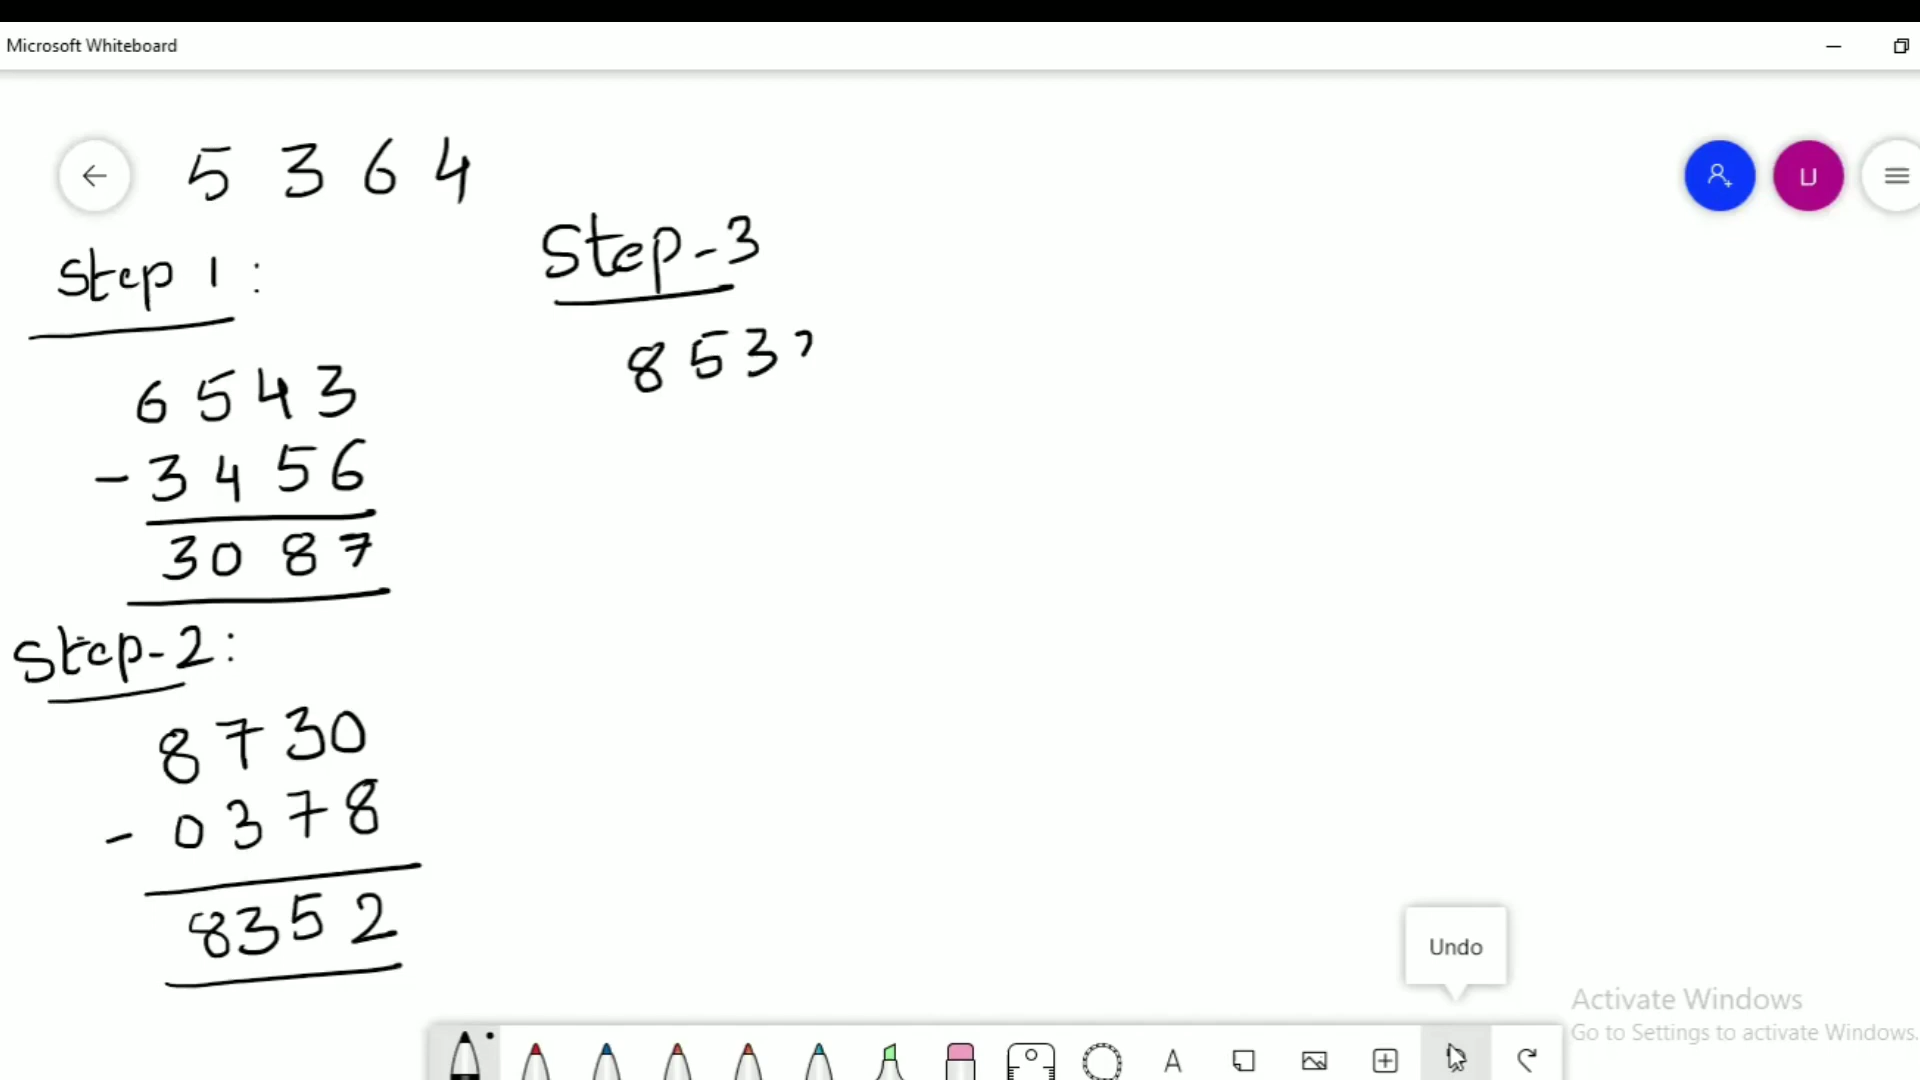 Microsoft Whiteboard
5 3 6 4
Step 1 :
6 5 4 3
- 3 4 5 6
3 0 8 7
Step-2:
8 7 3 0
- 0 3 7 8
8 3 5 2
Step-3
8 5 3
U
Undo
Activate Windows
Go to Settings to activate Windows.
A